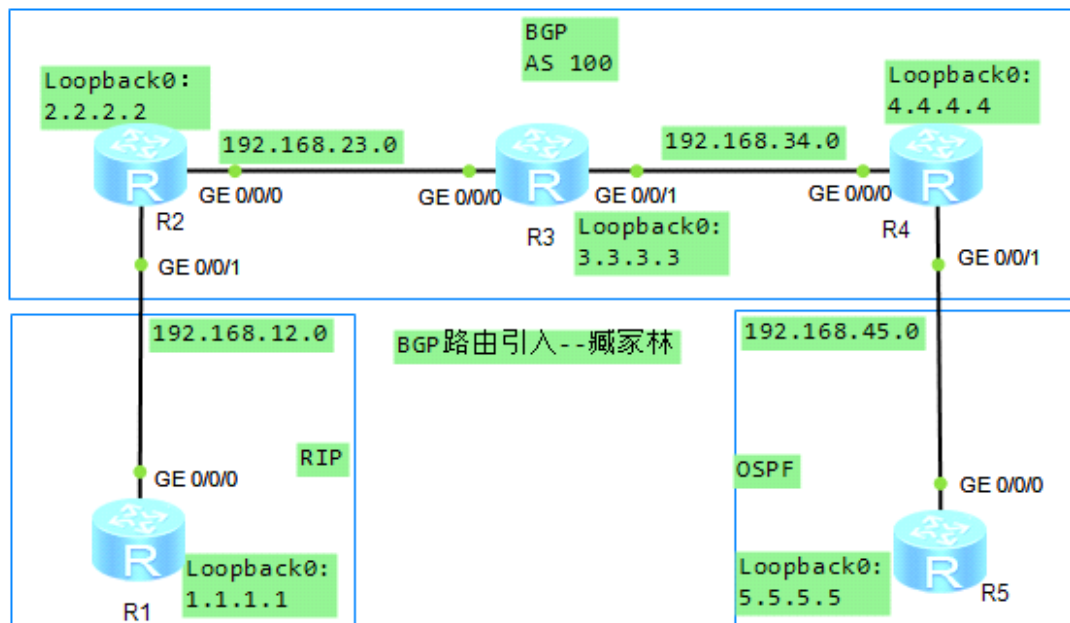 BGP
AS 100
Loopback0:
2.2.2.2
Loopback0:
4.4.4.4
192.168.23.0
192.168.34.0
GE 0/0/0
GE 0/0/0
GE 0/0/1
GE 0/0/0
R
R
R
R2
R3
R4
Loopback0:
3.3.3.3
GE 0/0/1
GE 0/0/1
192.168.12.0
BGP路由引入--臧冢林
192.168.45.0
RIP
OSPF
GE 0/0/0
GE 0/0/0
R
R
Loopback0:
1.1.1.1
R1
Loopback0:
5.5.5.5
R5